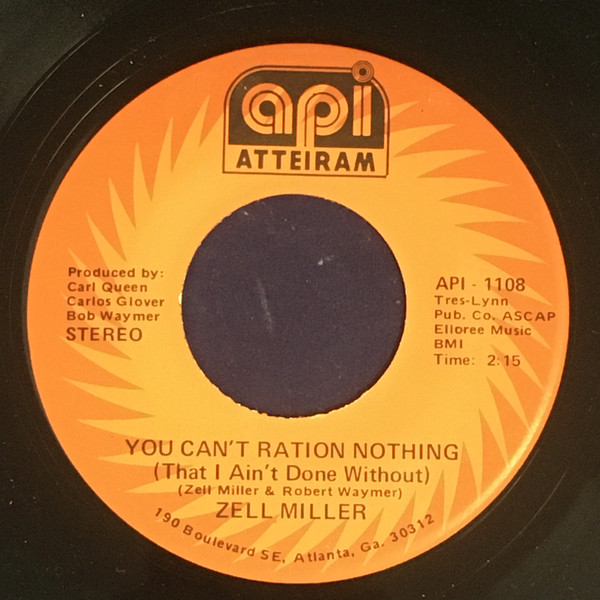 api
ATTEIRAM
Produced by:
Carl Queen
Carlos Glover
Bob Waymer
STEREO
API - 1108
Tres-Lynn
Pub. Co. ASCAP
Elloree Music
BMI
Time: 2:15
YOU CAN'T RATION NOTHING
(That I Ain't Done Without)
(Zell Miller & Robert Waymer)
ZELL MILLER
190 Boulevard SE, Atlanta, Ga. 30312